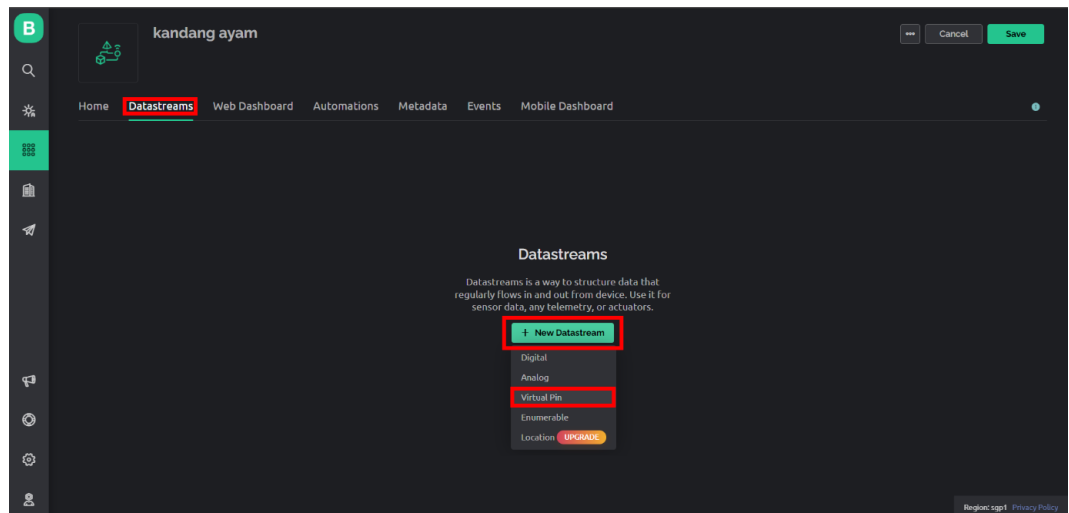 B
kandang ayam
Cancel
Save
Home Datastreams Web Dashboard Automations Metadata Events Mobile Dashboard
Datastreams
Datastreams is a way to structure data that
regularly flows in and out from device. Use it for
sensor data, any telemetry, or actuators.
+ New Datastream
Digital
Analog
Virtual Pin
Enumerable
Location UPGRADE
Region: sgp1 Privacy Policy